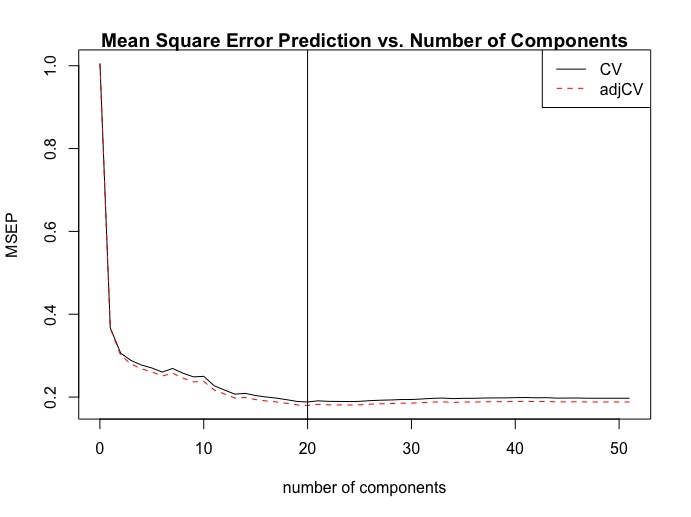 Mean Square Error Prediction vs. Number of Components
CV
adjCV
MSEP
1.0
0.8
0.6
0.4
0.2
0 10 20 30 40 50
number of components